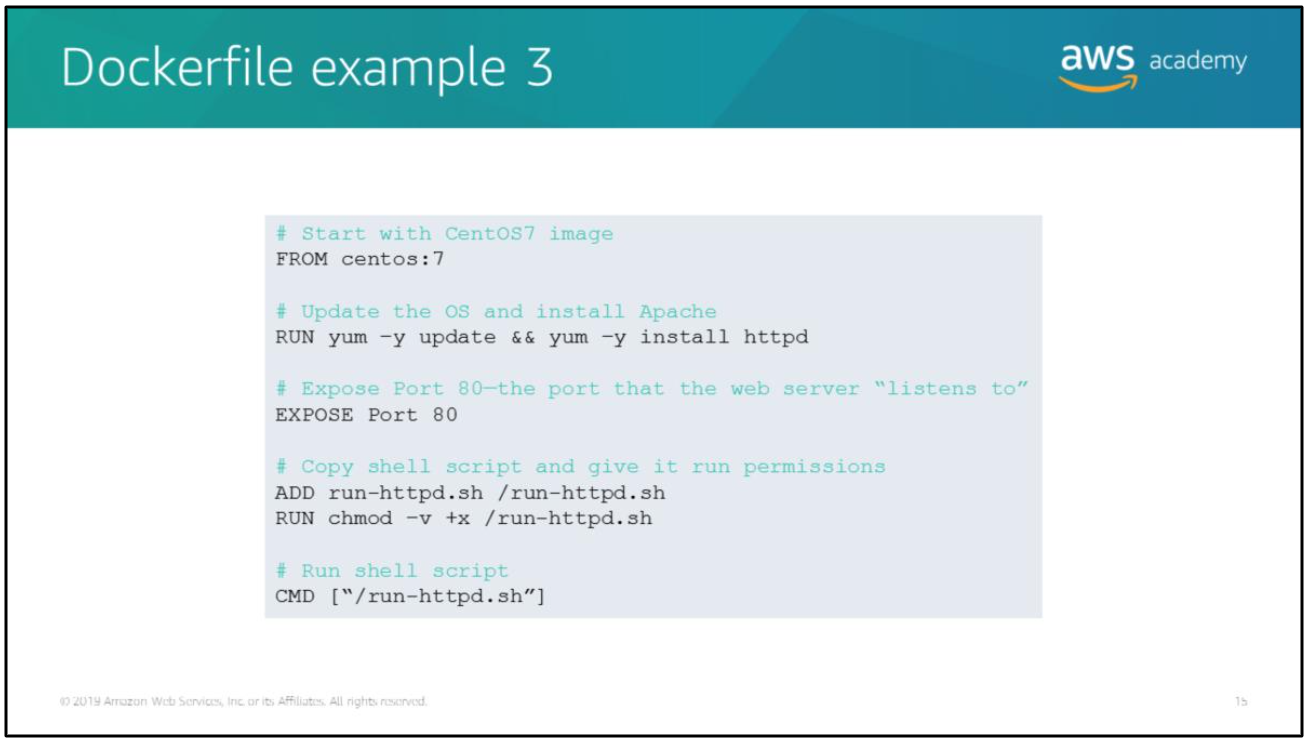 Dockerfile example 3
aws academy
# Start with CentOS7 image
FROM centos:7
# Update the OS and install Apache
RUN yum –y update && yum –y install httpd
# Expose Port 80—the port that the web server “listens to”
EXPOSE Port 80
# Copy shell script and give it run permissions
ADD run-httpd.sh /run-httpd.sh
RUN chmod –v +x /run-httpd.sh
# Run shell script
CMD [“/run-httpd.sh”]
© 2019 Amazon Web Services, Inc. or its Affiliates. All rights reserved.
15